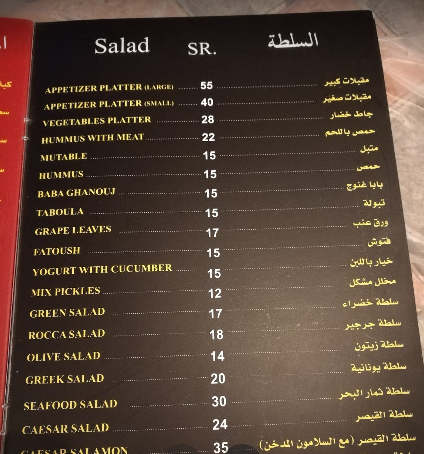 Salad SR. السلطة
APPETIZER PLATTER (LARGE) 55 مقبلات كبير
APPETIZER PLATTER (SMALL) 40 مقبلات صغير
VEGETABLES PLATTER 28 جاط خضار
HUMMUS WITH MEAT 22 حمص باللحم
MUTABLE 15 متبل
HUMMUS 15 حمص
BABA GHANOUJ 15 بابا غنوج
TABOULA 15 تبولة
GRAPE LEAVES 17 ورق عنب
FATOUSH 15 فتوش
YOGURT WITH CUCUMBER 15 خيار باللبن
MIX PICKLES 12 مخلل مشكل
GREEN SALAD 17 سلطة خضراء
ROCCA SALAD 18 سلطة جرجير
OLIVE SALAD 14 سلطة زيتون
GREEK SALAD 20 سلطة يونانية
SEAFOOD SALAD 30 سلطة ثمار البحر
CAESAR SALAD 24 سلطة القيصر
CAESAR SALAMON 35 سلطة القيصر (مع السلامون المدخن)